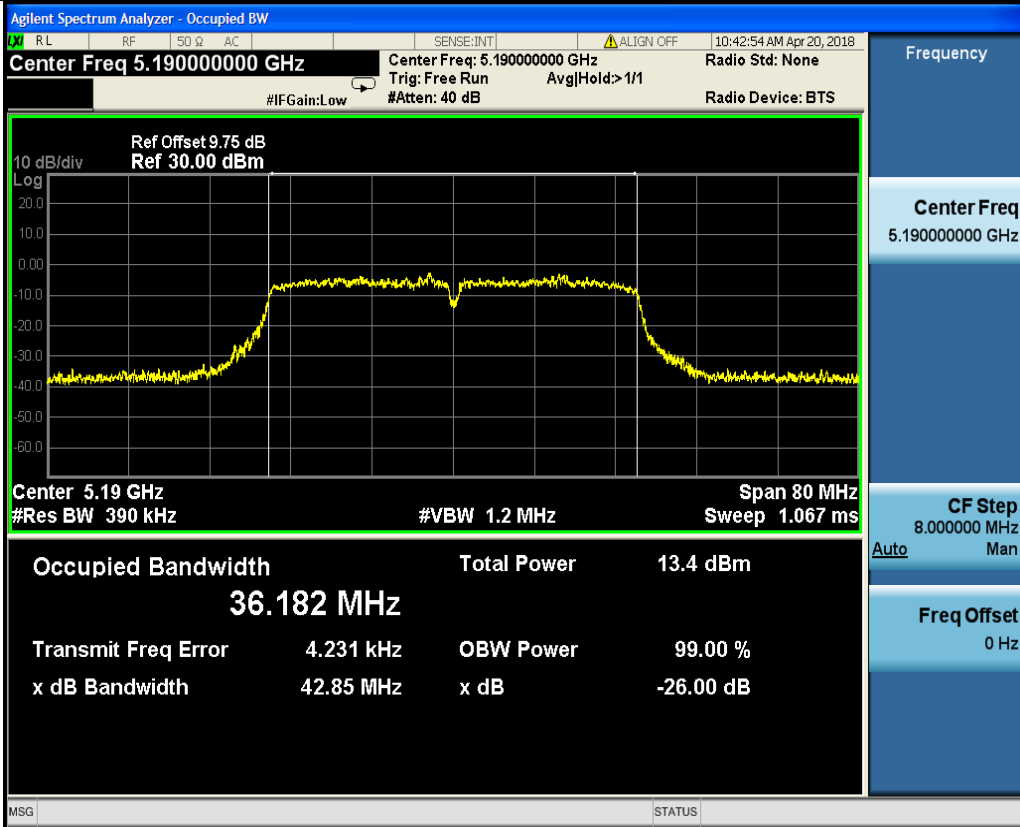 Agilent Spectrum Analyzer - Occupied BW
LXI RL RF 50 Ω AC SENSE:INT ALIGN OFF 10:42:54 AM Apr 20, 2018
Center Freq 5.190000000 GHz
Center Freq: 5.190000000 GHz
Radio Std: None
Trig: Free Run Avg|Hold:>1/1
#IFGain:Low
#Atten: 40 dB
Radio Device: BTS
Ref Offset 9.75 dB
10 dB/div Ref 30.00 dBm
Log
20.0
10.0
0.00
-10.0
-20.0
-30.0
-40.0
-50.0
-60.0
Center 5.19 GHz Span 80 MHz
#Res BW 390 kHz #VBW 1.2 MHz Sweep 1.067 ms
Occupied Bandwidth Total Power 13.4 dBm
36.182 MHz
Transmit Freq Error 4.231 kHz OBW Power 99.00 %
x dB Bandwidth 42.85 MHz x dB -26.00 dB
Frequency
Center Freq
5.190000000 GHz
CF Step
8.000000 MHz
Auto Man
Freq Offset
0 Hz
MSG STATUS